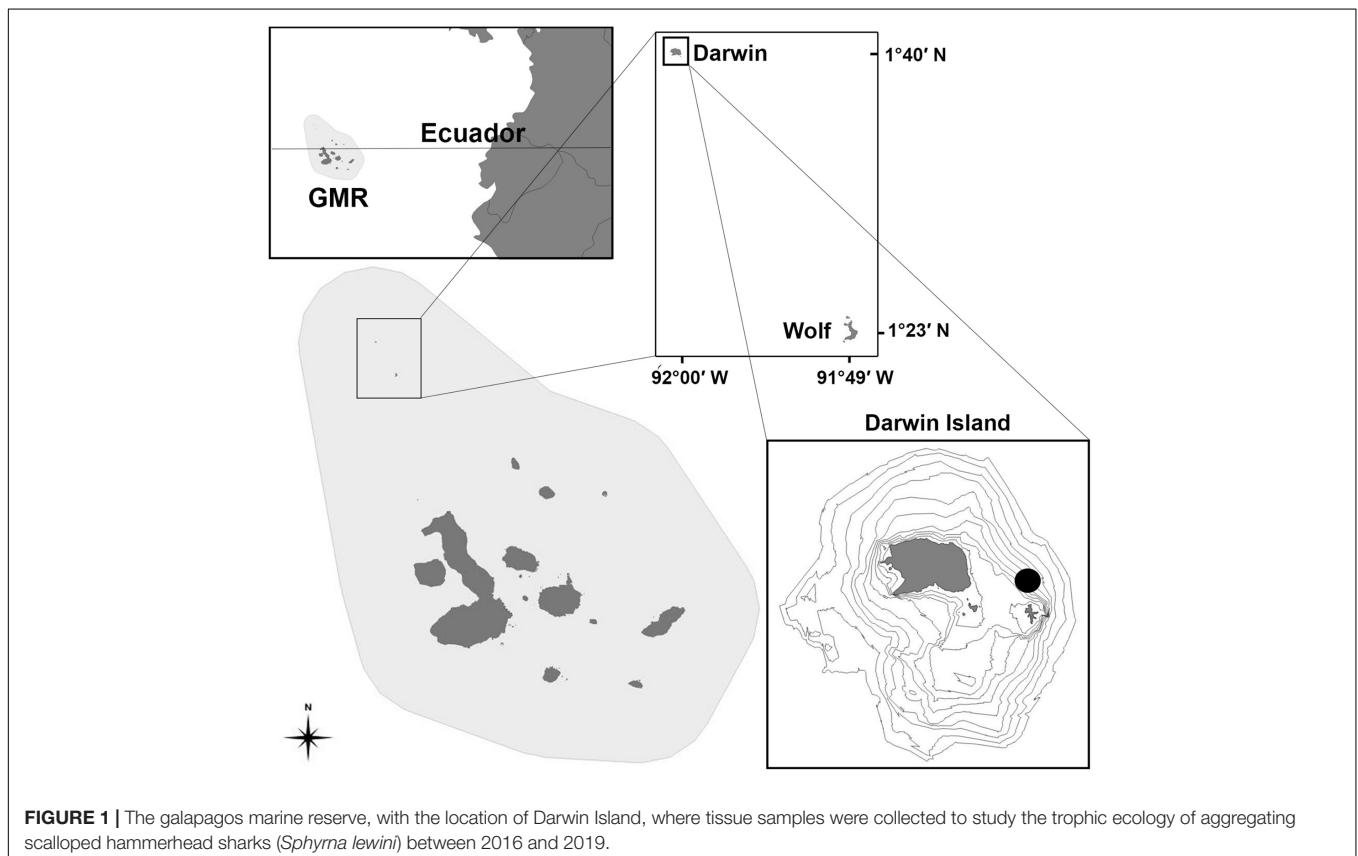 Ecuador
GMR
Darwin
1°40′ N
Wolf
1°23′ N
92°00′ W
91°49′ W
Darwin Island
N
FIGURE 1 | The galapagos marine reserve, with the location of Darwin Island, where tissue samples were collected to study the trophic ecology of aggregating
scalloped hammerhead sharks (Sphyrna lewini) between 2016 and 2019.